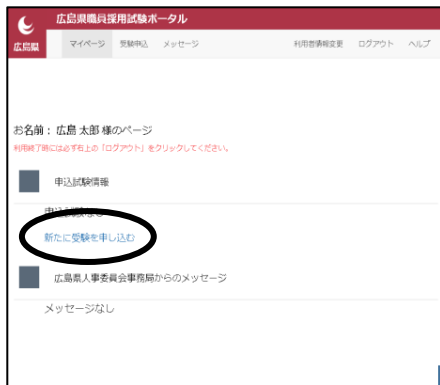 広島県職員採用試験ポータル
広島県
マイページ 受験申込 メッセージ 利用者情報変更 ログアウト ヘルプ
お名前： 広島 太郎 様のページ
利用終了時には必ず右上の「ログアウト」をクリックしてください。
申込試験情報
申込試験なし
新たに受験を申し込む
広島県人事委員会事務局からのメッセージ
メッセージなし